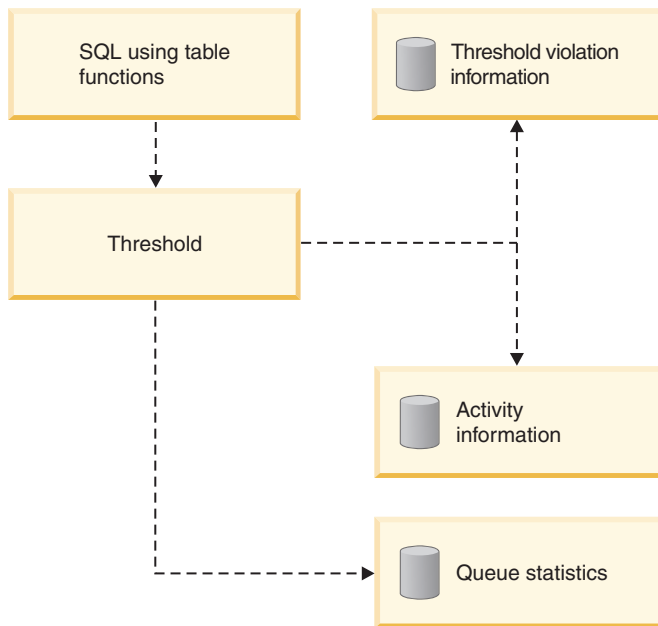 SQL using table
functions
Threshold violation
information
Threshold
Activity
information
Queue statistics